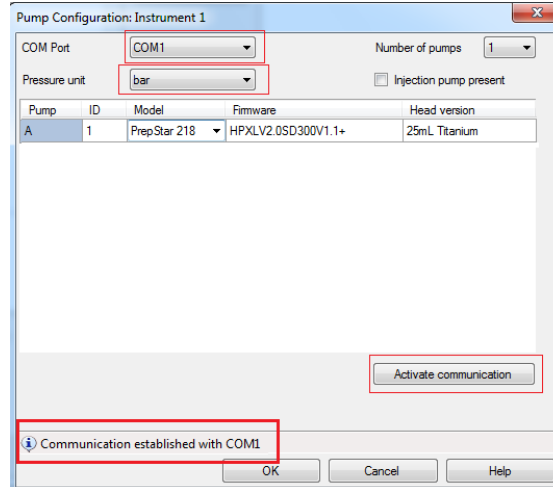 Pump Configuration: Instrument 1
COM Port COM1 Number of pumps 1
Pressure unit bar Injection pump present
Pump ID Model Firmware Head version
A 1 PrepStar 218 HPXLV2.0SD300V1.1+ 25mL Titanium
Activate communication
Communication established with COM1
OK Cancel Help